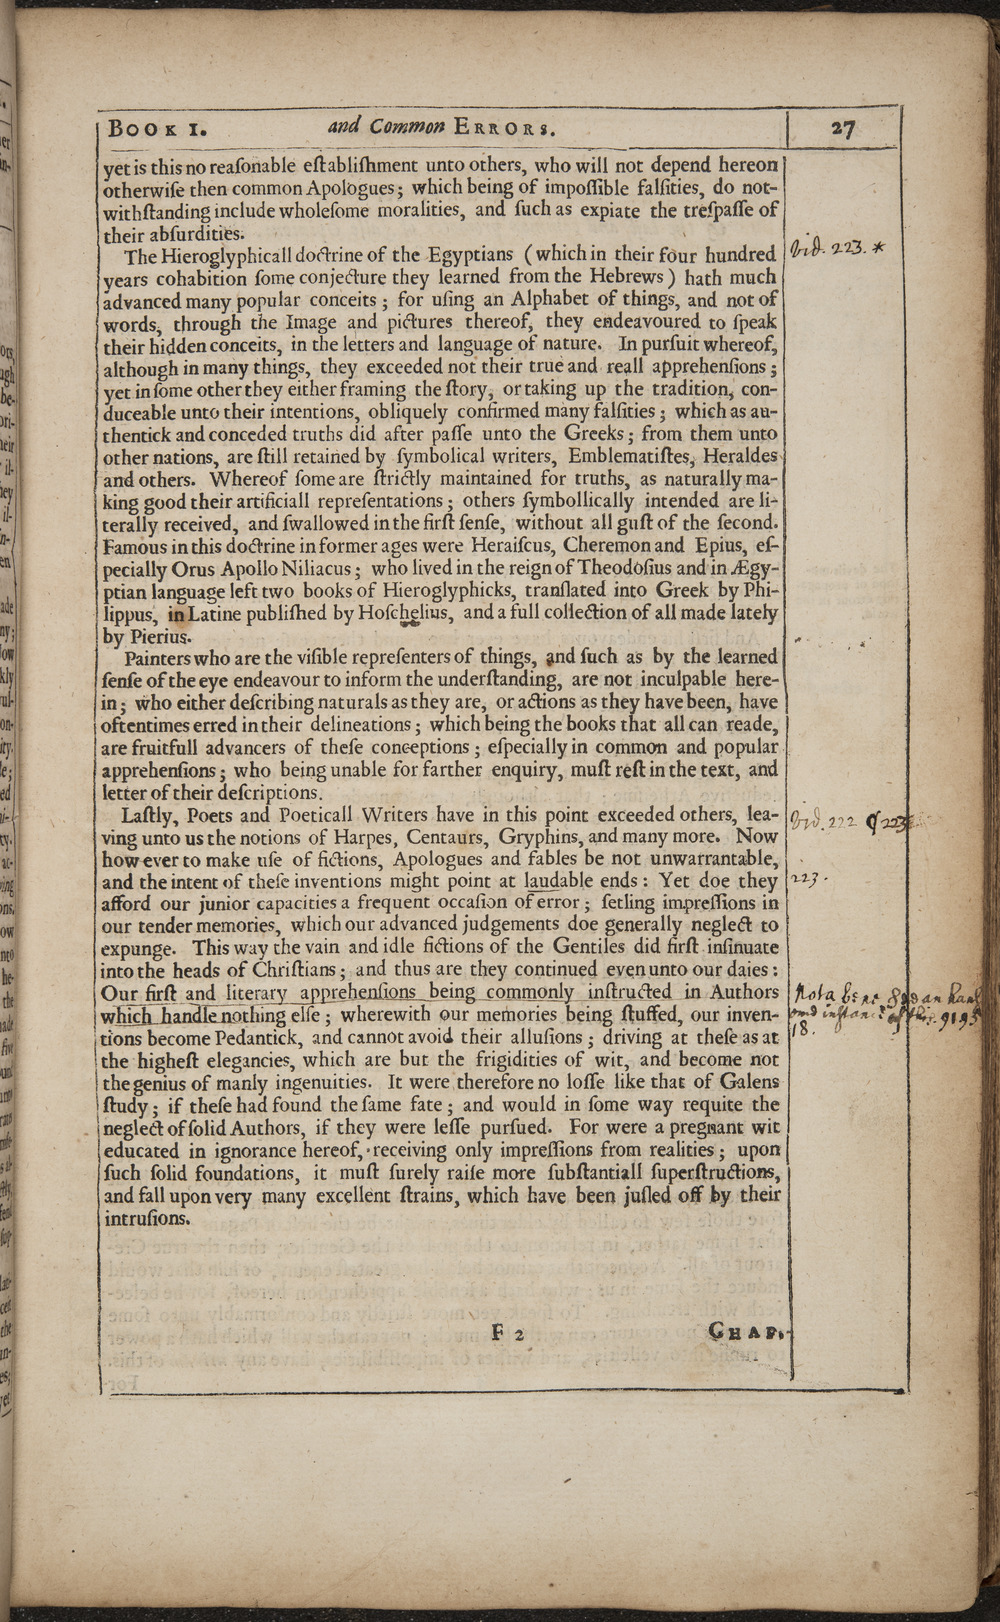 BOOK I. and Common ERRORS. 27
yet is this no reaſonable eſtabliſhment unto others, who will not depend hereon
otherwiſe then common Apologues; which being of impoſſible falſities, do not-
withſtanding include wholeſome moralities, and ſuch as expiate the treſpaſſe of
their abſurdities.
The Hieroglyphicall doctrine of the Egyptians (which in their four hundred
vid. 223. *
years cohabition ſome conjecture they learned from the Hebrews) hath much
advanced many popular conceits; for uſing an Alphabet of things, and not of
words, through the Image and pictures thereof, they endeavoured to ſpeak
their hidden conceits, in the letters and language of nature. In purſuit whereof,
although in many things, they exceeded not their true and reall apprehenſions;
yet in ſome other they either framing the ſtory, or taking up the tradition, con-
duceable unto their intentions, obliquely confirmed many falſities; which as au-
thentick and conceded truths did after paſſe unto the Greeks; from them unto
other nations, are ſtill retained by ſymbolical writers, Emblematiſtes, Heraldes
and others. Whereof ſome are ſtrictly maintained for truths, as naturally ma-
king good their artificiall repreſentations; others ſymbollically intended are li-
terally received, and ſwallowed in the firſt ſenſe, without all guſt of the ſecond.
Famous in this doctrine in former ages were Heraiſcus, Cheremon and Epius, eſ-
pecially Orus Apollo Niliacus; who lived in the reign of Theodoſius and in Ægy-
ptian language left two books of Hieroglyphicks, tranſlated into Greek by Phi-
lippus, in Latine publiſhed by Hoſchelius, and a full collection of all made lately
by Pierius.
Painters who are the viſible repreſenters of things, and ſuch as by the learned
ſenſe of the eye endeavour to inform the underſtanding, are not inculpable here-
in; who either deſcribing naturals as they are, or actions as they have been, have
oftentimes erred in their delineations; which being the books that all can reade,
are fruitfull advancers of theſe conceptions; eſpecially in common and popular
apprehenſions; who being unable for farther enquiry, muſt reſt in the text, and
letter of their deſcriptions.
Laſtly, Poets and Poeticall Writers have in this point exceeded others, lea-
vid. 222 & 223
ving unto us the notions of Harpes, Centaurs, Gryphins, and many more. Now
however to make uſe of fictions, Apologues and fables be not unwarrantable,
and the intent of theſe inventions might point at laudable ends: Yet doe they
223.
afford our junior capacities a frequent occaſion of error; ſetling impreſſions in
our tender memories, which our advanced judgements doe generally neglect to
expunge. This way the vain and idle fictions of the Gentiles did firſt inſinuate
into the heads of Chriſtians; and thus are they continued even unto our daies:
Our firſt and literary apprehenſions being commonly inſtructed in Authors
Nota bene
which handle nothing elſe; wherewith our memories being ſtuffed, our inven-
tions become Pedantick, and cannot avoid their alluſions; driving at theſe as at
18.
the higheſt elegancies, which are but the frigidities of wit, and become not
the genius of manly ingenuities. It were therefore no loſſe like that of Galens
ſtudy; if theſe had found the ſame fate; and would in ſome way requite the
neglect of ſolid Authors, if they were leſſe purſued. For were a pregnant wit
educated in ignorance hereof, receiving only impreſſions from realities; upon
ſuch ſolid foundations, it muſt ſurely raiſe more ſubſtantiall ſuperſtructions,
and fall upon very many excellent ſtrains, which have been juſled off by their
intruſions.
F 2 CHAP.